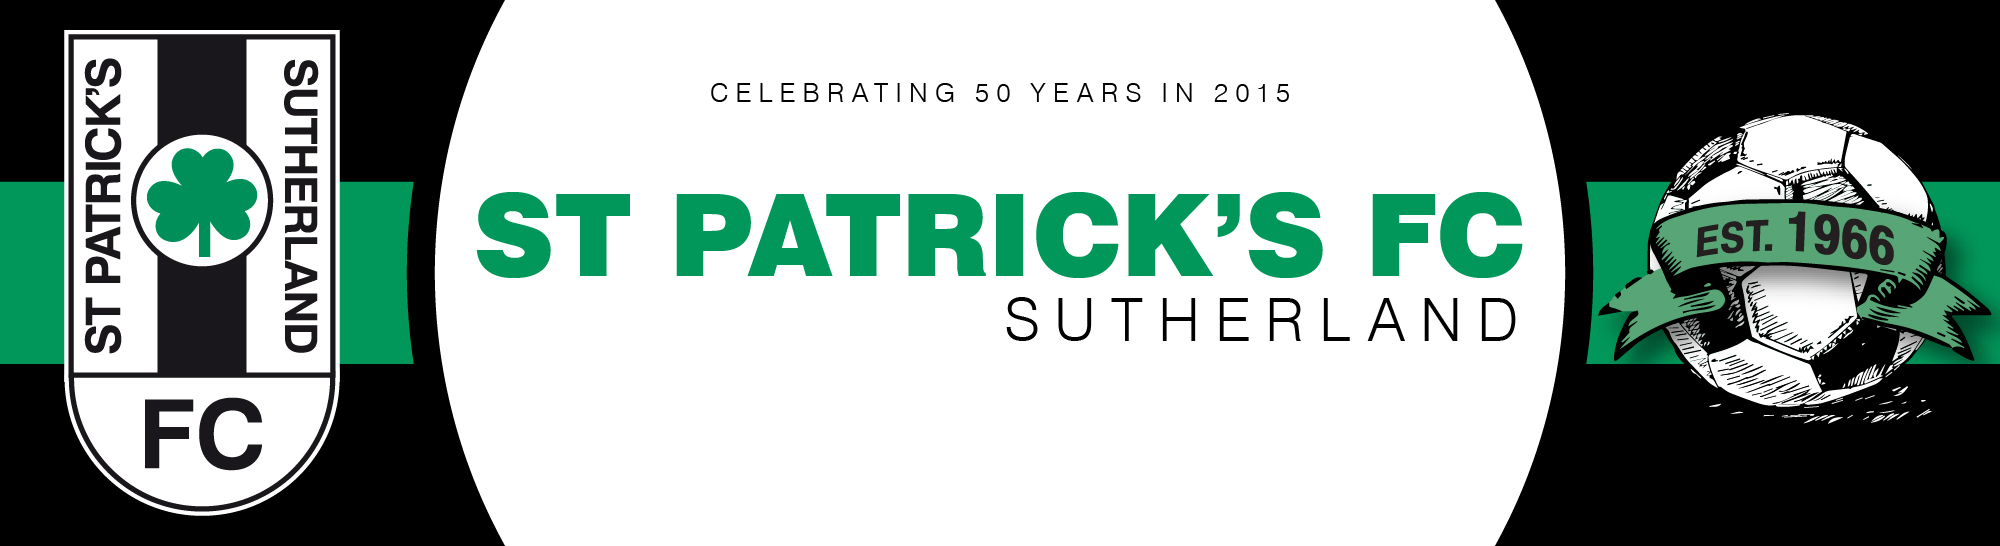 ST PATRICK'S
SUTHERLAND
FC
CELEBRATING 50 YEARS IN 2015
ST PATRICK’S FC
SUTHERLAND
EST. 1966